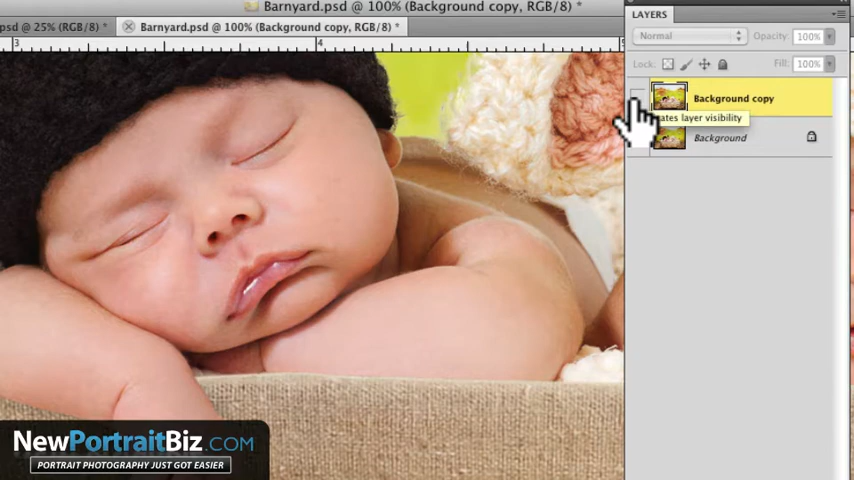 Barnyard.psd @ 100% (Background copy, RGB/8) *
.psd @ 25% (RGB/8) *
Barnyard.psd @ 100% (Background copy, RGB/8) *
3
4
LAYERS
Normal
Opacity: 100%
Lock:
Fill: 100%
Background copy
ates layer visibility
Background
NewPortraitBiz.COM
PORTRAIT PHOTOGRAPHY JUST GOT EASIER